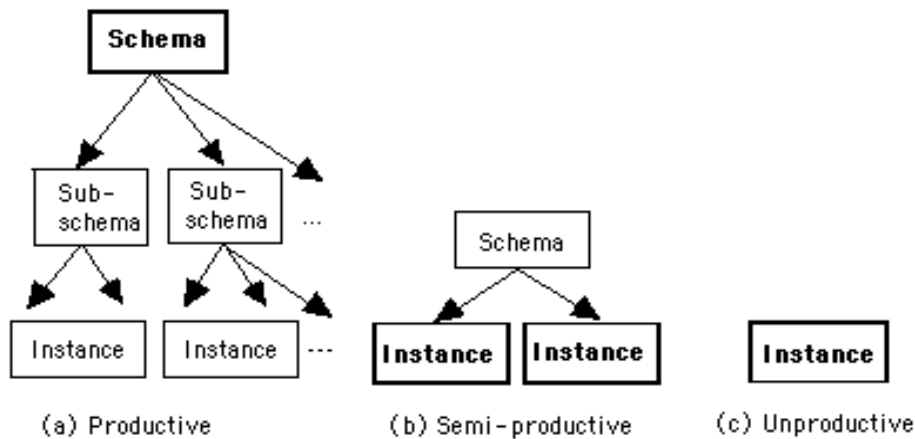 Schema
Sub-
schema
Sub-
schema
...
Schema
Instance
Instance
...
Instance
Instance
Instance
(a) Productive
(b) Semi-productive
(c) Unproductive